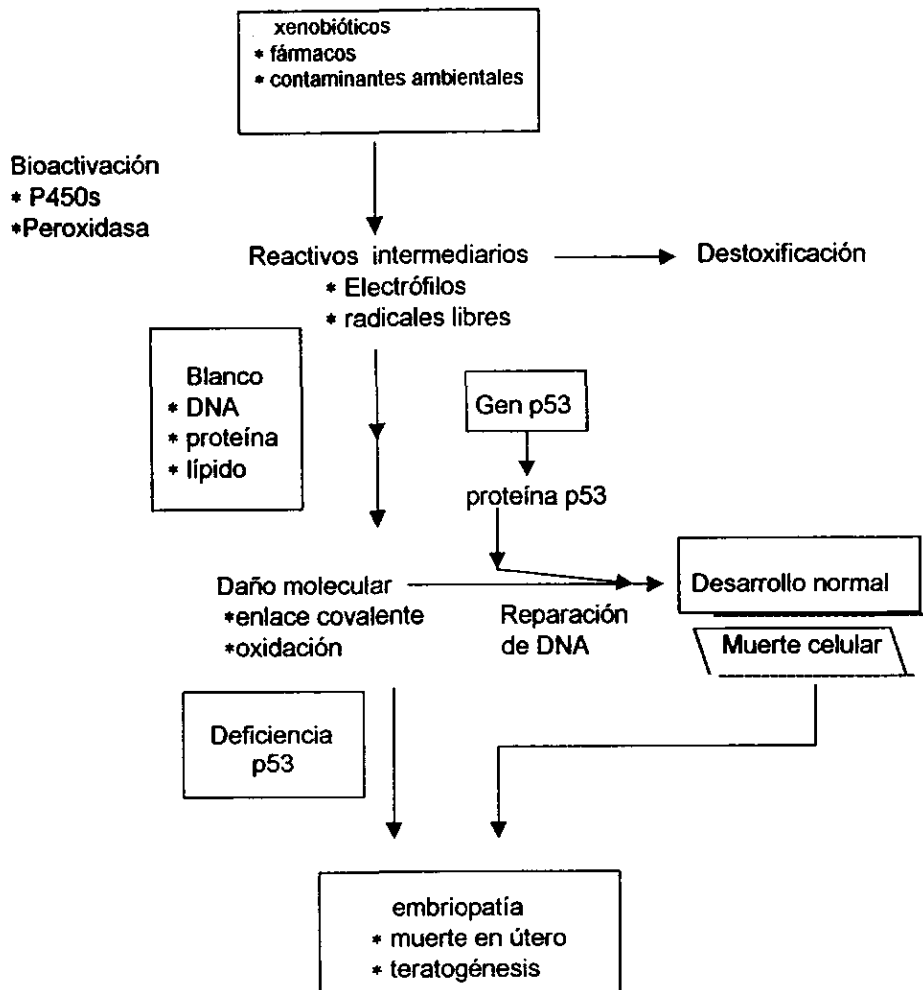 xenobióticos
* fármacos
* contaminantes ambientales
Bioactivación
* P450s
*Peroxidasa
Reactivos intermediarios
* Electrófilos
* radicales libres
Destoxificación
Blanco
* DNA
* proteína
* lípido
Gen p53
proteína p53
Daño molecular
*enlace covalente
*oxidación
Reparación
de DNA
Desarrollo normal
Muerte celular
Deficiencia
p53
embriopatía
* muerte en útero
* teratogénesis